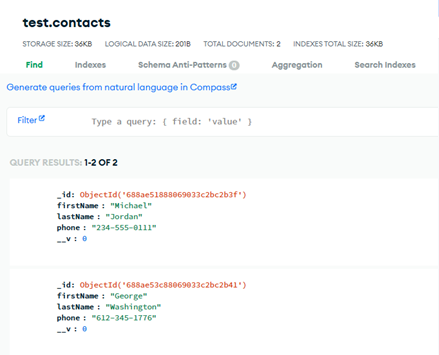 test.contacts
STORAGE SIZE: 36KB LOGICAL DATA SIZE: 201B TOTAL DOCUMENTS: 2 INDEXES TOTAL SIZE: 36KB
Find Indexes Schema Anti-Patterns 0 Aggregation Search Indexes
Generate queries from natural language in Compass
Filter Type a query: { field: 'value' }
QUERY RESULTS: 1-2 OF 2
_id: ObjectId('688ae51888069033c2bc2b3f')
firstName: "Michael"
lastName: "Jordan"
phone: "234-555-0111"
__v: 0
_id: ObjectId('688ae53c88069033c2bc2b41')
firstName: "George"
lastName: "Washington"
phone: "612-345-1776"
__v: 0